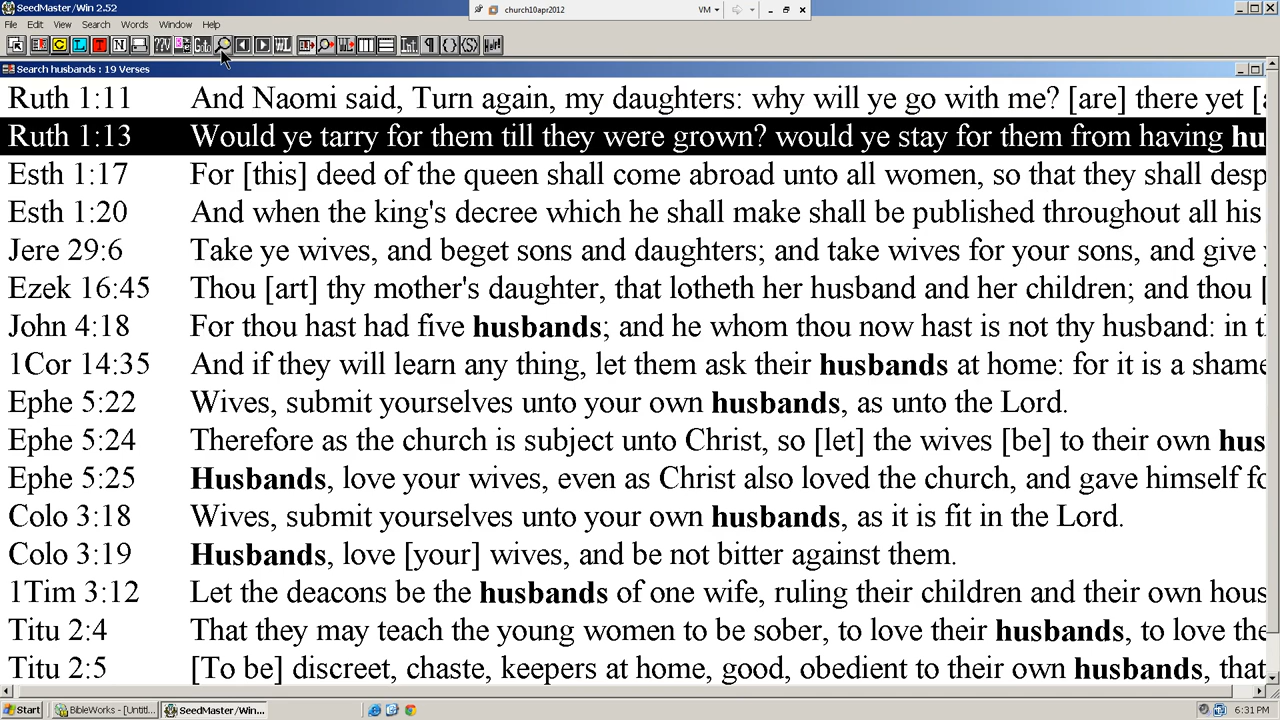 SeedMaster/Win 2.52
church10apr2012
VM
File Edit View Search Words Window Help
Search husbands : 19 Verses
Ruth 1:11 And Naomi said, Turn again, my daughters: why will ye go with me? [are] there yet [
Ruth 1:13 Would ye tarry for them till they were grown? would ye stay for them from having hu
Esth 1:17 For [this] deed of the queen shall come abroad unto all women, so that they shall desp
Esth 1:20 And when the king's decree which he shall make shall be published throughout all his
Jere 29:6 Take ye wives, and beget sons and daughters; and take wives for your sons, and give
Ezek 16:45 Thou [art] thy mother's daughter, that lotheth her husband and her children; and thou [
John 4:18 For thou hast had five husbands; and he whom thou now hast is not thy husband: in t
1Cor 14:35 And if they will learn any thing, let them ask their husbands at home: for it is a shame
Ephe 5:22 Wives, submit yourselves unto your own husbands, as unto the Lord.
Ephe 5:24 Therefore as the church is subject unto Christ, so [let] the wives [be] to their own hus
Ephe 5:25 Husbands, love your wives, even as Christ also loved the church, and gave himself fo
Colo 3:18 Wives, submit yourselves unto your own husbands, as it is fit in the Lord.
Colo 3:19 Husbands, love [your] wives, and be not bitter against them.
1Tim 3:12 Let the deacons be the husbands of one wife, ruling their children and their own hous
Titu 2:4 That they may teach the young women to be sober, to love their husbands, to love the
Titu 2:5 [To be] discreet, chaste, keepers at home, good, obedient to their own husbands, that
Start BibleWorks - [Untitl... SeedMaster/Win... 6:31 PM